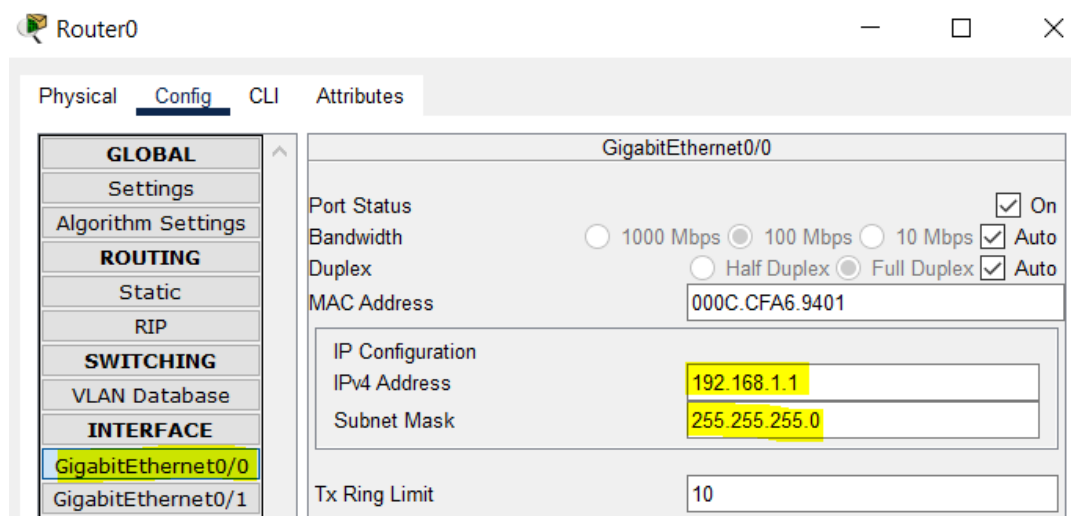 Router0
Physical Config CLI Attributes
GLOBAL
Settings
Algorithm Settings
ROUTING
Static
RIP
SWITCHING
VLAN Database
INTERFACE
GigabitEthernet0/0
GigabitEthernet0/1
GigabitEthernet0/0
Port Status On
Bandwidth 1000 Mbps 100 Mbps 10 Mbps Auto
Duplex Half Duplex Full Duplex Auto
MAC Address 000C.CFA6.9401
IP Configuration
IPv4 Address 192.168.1.1
Subnet Mask 255.255.255.0
Tx Ring Limit 10